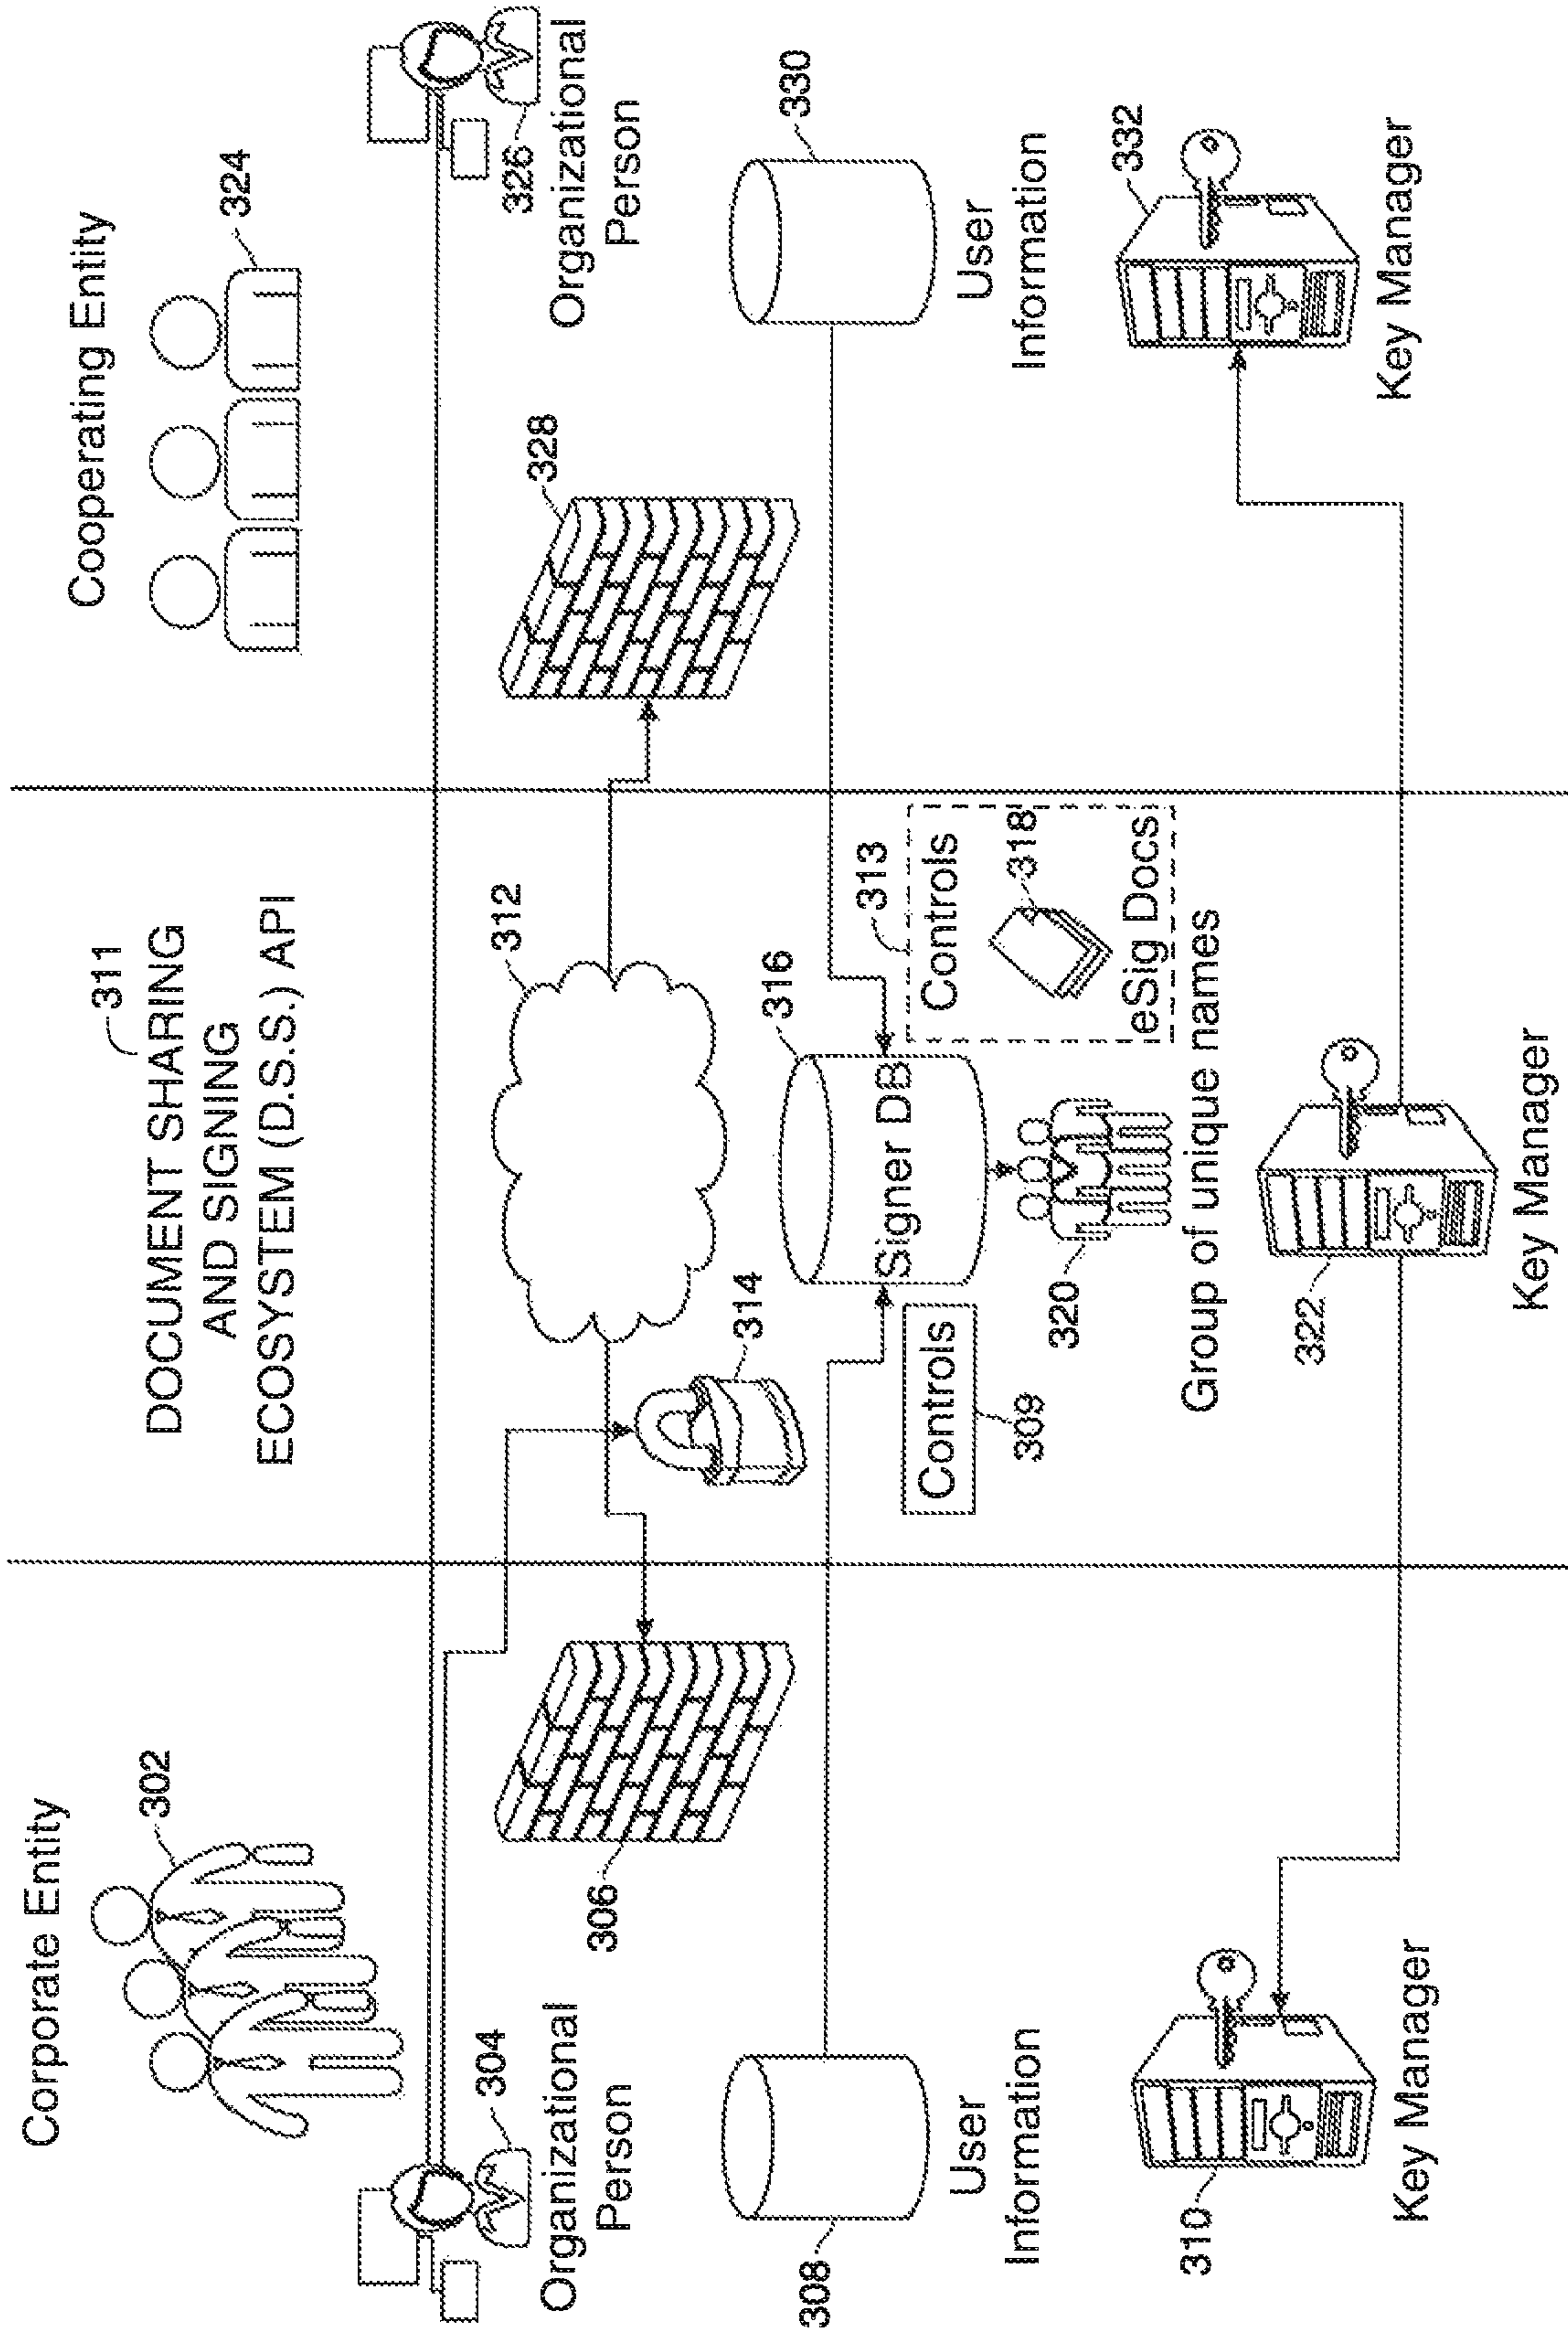 Corporate Entity
302
304
Organizational
Person
306
308
User
Information
310
Key Manager
311
DOCUMENT SHARING
AND SIGNING
ECOSYSTEM (D.S.S.) API
312
314
316
Signer DB
313
Controls
318
eSig Docs
Controls
309
320
Group of unique names
322
Key Manager
Cooperating Entity
324
326
Organizational
Person
328
330
User
Information
332
Key Manager